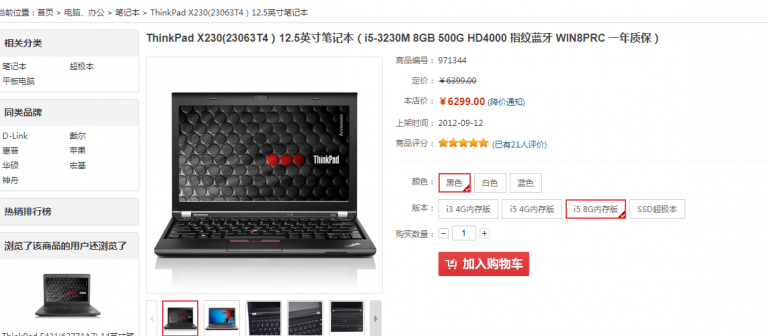 当前位置：首页 > 电脑、办公 > 笔记本 > ThinkPad X230(23063T4 ) 12.5英寸笔记本
相关分类
笔记本 超极本
平板电脑
同类品牌
D-Link 戴尔
惠普 苹果
华硕 宏基
神舟
热销排行榜
浏览了该商品的用户还浏览了
ThinkPad X230(23063T4 ) 12.5英寸笔记本 ( i5-3230M 8GB 500G HD4000 指纹蓝牙 WIN8PRC 一年质保 )
商品编号： 971344
定价： ￥6399.00
本店价： ￥6299.00 (降价通知)
上架时间： 2012-09-12
商品评分： (已有21人评价)
颜色： 黑色 白色 蓝色
版本： i3 4G内存版 i5 4G内存版 i5 8G内存版 SSD超极本
购买数量： - 1 +
加入购物车
ThinkPad
Lenovo